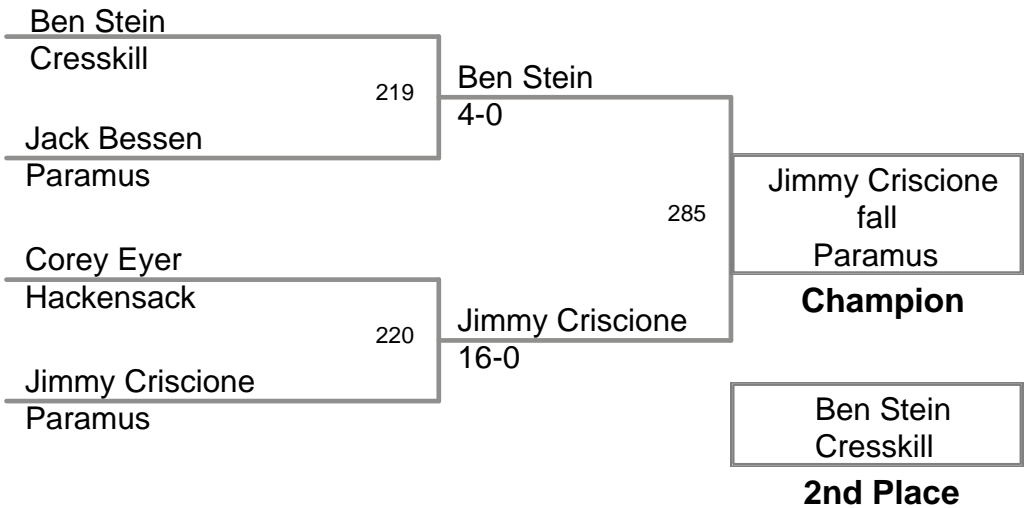 Ben Stein
Cresskill
219
Jack Bessen
Paramus
Ben Stein
4-0
Corey Eyer
Hackensack
220
Jimmy Criscione
Paramus
Jimmy Criscione
16-0
285
Jimmy Criscione
fall
Paramus
Champion
Ben Stein
Cresskill
2nd Place